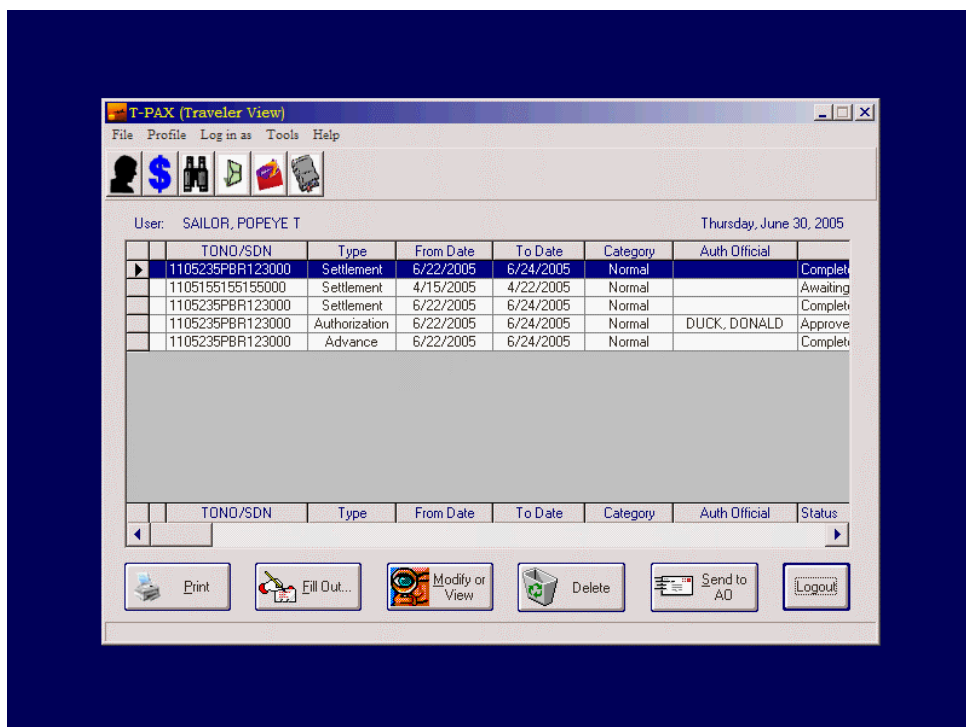 T-PAX (Traveler View)
File Profile Log in as Tools Help
User: SAILOR, POPEYE T Thursday, June 30, 2005
TONO/SDN Type From Date To Date Category Auth Official
1105235PBR123000 Settlement 6/22/2005 6/24/2005 Normal Complet
1105155155155000 Settlement 4/15/2005 4/22/2005 Normal Awaiting
1105235PBR123000 Settlement 6/22/2005 6/24/2005 Normal Complet
1105235PBR123000 Authorization 6/22/2005 6/24/2005 Normal DUCK, DONALD Approve
1105235PBR123000 Advance 6/22/2005 6/24/2005 Normal Complet
TONO/SDN Type From Date To Date Category Auth Official Status
Print
Fill Out...
Modify or
View
Delete
Send to
AO
Logout